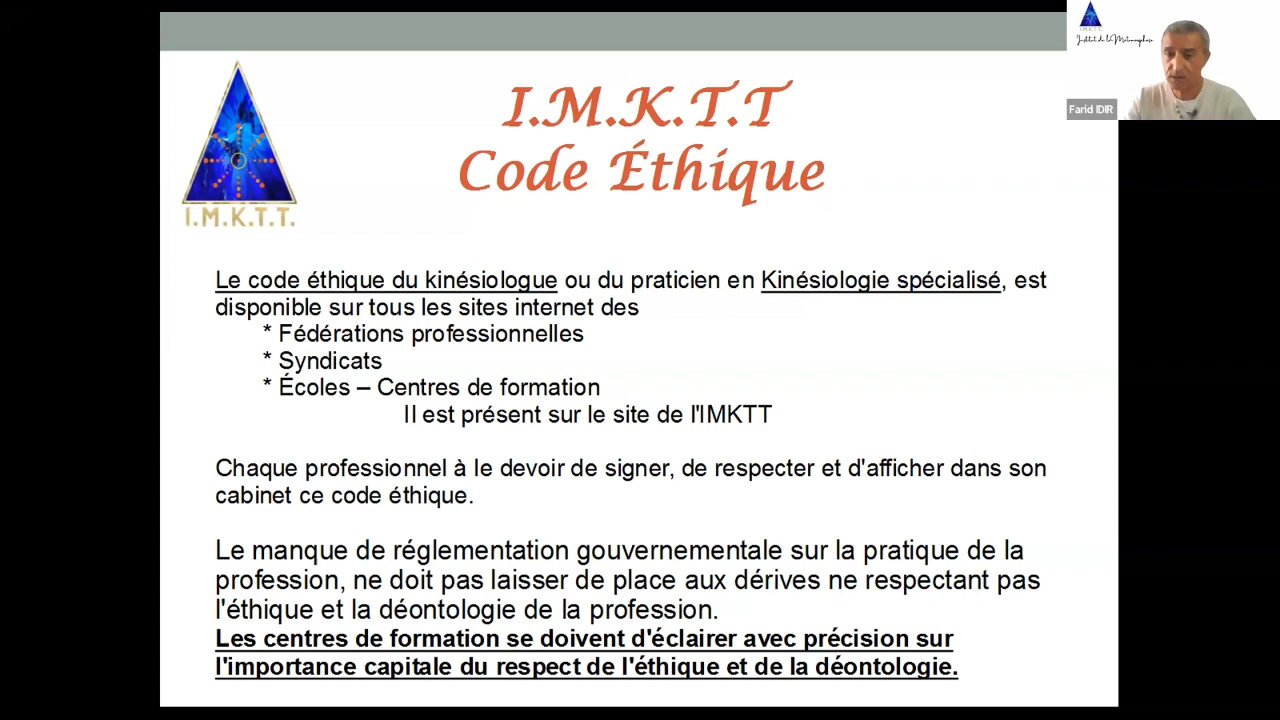 I.M.K.T.T
Code Éthique
I.M.K.T.T.
Institut de la Métamorphose
Farid IDIR
Le code éthique du kinésiologue ou du praticien en Kinésiologie spécialisé, est
disponible sur tous les sites internet des
* Fédérations professionnelles
* Syndicats
* Écoles – Centres de formation
Il est présent sur le site de l'IMKTT
Chaque professionnel à le devoir de signer, de respecter et d'afficher dans son
cabinet ce code éthique.
Le manque de réglementation gouvernementale sur la pratique de la
profession, ne doit pas laisser de place aux dérives ne respectant pas
l'éthique et la déontologie de la profession.
Les centres de formation se doivent d'éclairer avec précision sur
l'importance capitale du respect de l'éthique et de la déontologie.